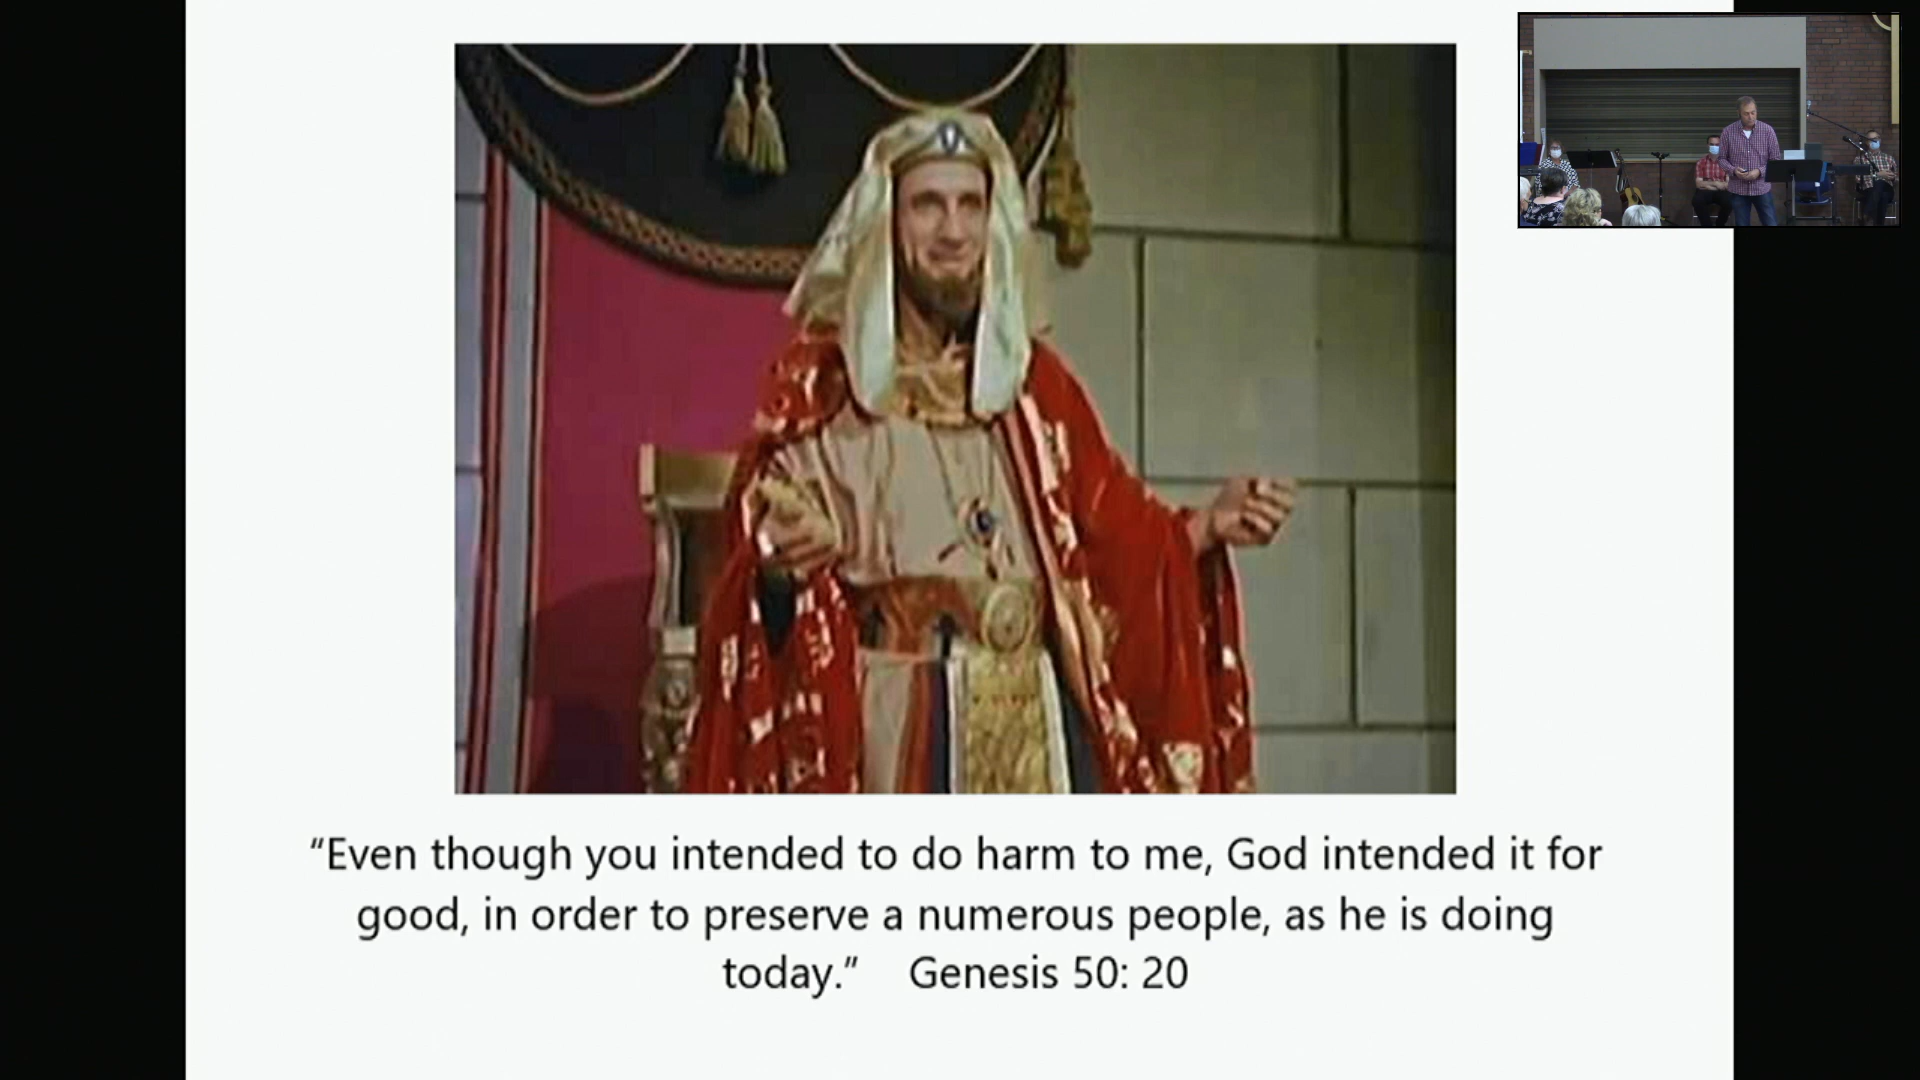 “Even though you intended to do harm to me, God intended it for
good, in order to preserve a numerous people, as he is doing
today.” Genesis 50: 20